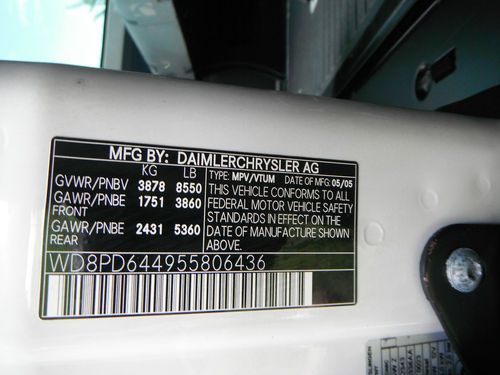 MFG BY: DAIMLERCHRYSLER AG
KG LB
GVWR/PNBV 3878 8550
GAWR/PNBE 1751 3860
FRONT
GAWR/PNBE 2431 5360
REAR
TYPE: MPV/VTUM DATE OF MFG: 05/05
THIS VEHICLE CONFORMS TO ALL
FEDERAL MOTOR VEHICLE SAFETY
STANDARDS IN EFFECT ON THE
DATE OF MANUFACTURE SHOWN
ABOVE.
WD8PD644955806436